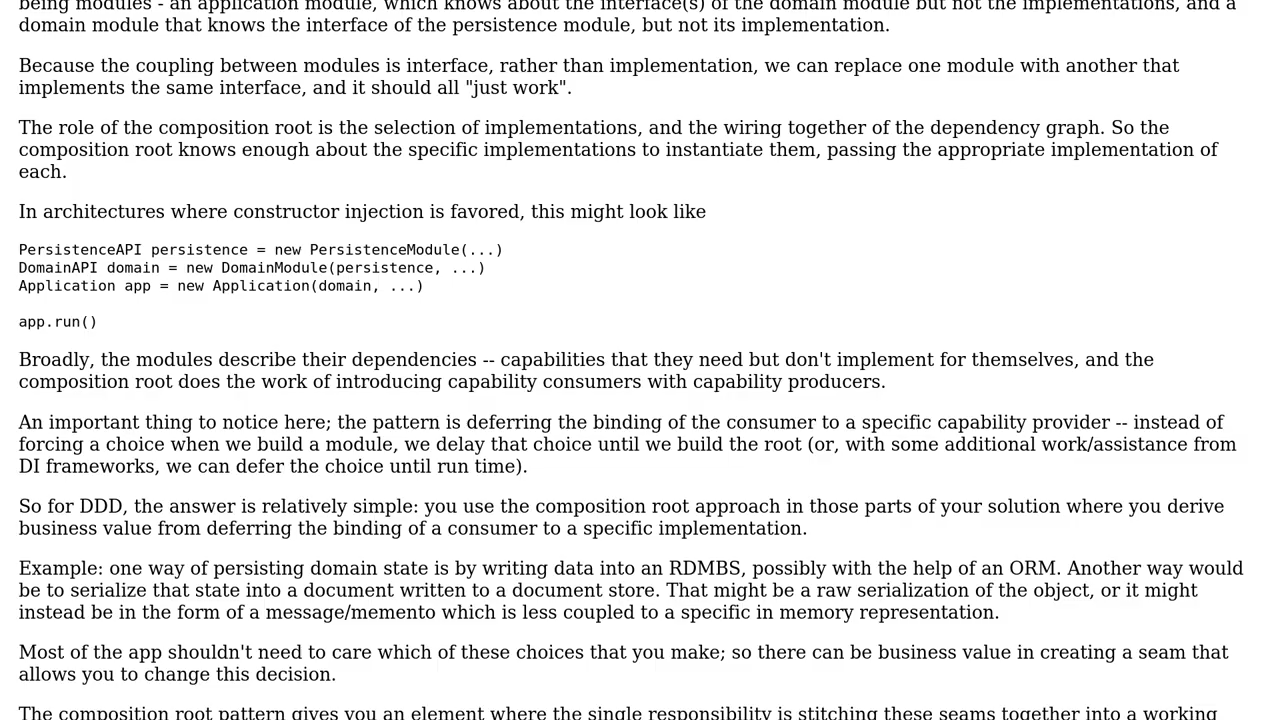 being modules - an application module, which knows about the interface(s) of the domain module but not the implementations, and a
domain module that knows the interface of the persistence module, but not its implementation.
Because the coupling between modules is interface, rather than implementation, we can replace one module with another that
implements the same interface, and it should all "just work".
The role of the composition root is the selection of implementations, and the wiring together of the dependency graph. So the
composition root knows enough about the specific implementations to instantiate them, passing the appropriate implementation of
each.
In architectures where constructor injection is favored, this might look like
PersistenceAPI persistence = new PersistenceModule(...)
DomainAPI domain = new DomainModule(persistence, ...)
Application app = new Application(domain, ...)
app.run()
Broadly, the modules describe their dependencies -- capabilities that they need but don't implement for themselves, and the
composition root does the work of introducing capability consumers with capability producers.
An important thing to notice here; the pattern is deferring the binding of the consumer to a specific capability provider -- instead of
forcing a choice when we build a module, we delay that choice until we build the root (or, with some additional work/assistance from
DI frameworks, we can defer the choice until run time).
So for DDD, the answer is relatively simple: you use the composition root approach in those parts of your solution where you derive
business value from deferring the binding of a consumer to a specific implementation.
Example: one way of persisting domain state is by writing data into an RDMBS, possibly with the help of an ORM. Another way would
be to serialize that state into a document written to a document store. That might be a raw serialization of the object, or it might
instead be in the form of a message/memento which is less coupled to a specific in memory representation.
Most of the app shouldn't need to care which of these choices that you make; so there can be business value in creating a seam that
allows you to change this decision.
The composition root pattern gives you an element where the single responsibility is stitching these seams together into a working